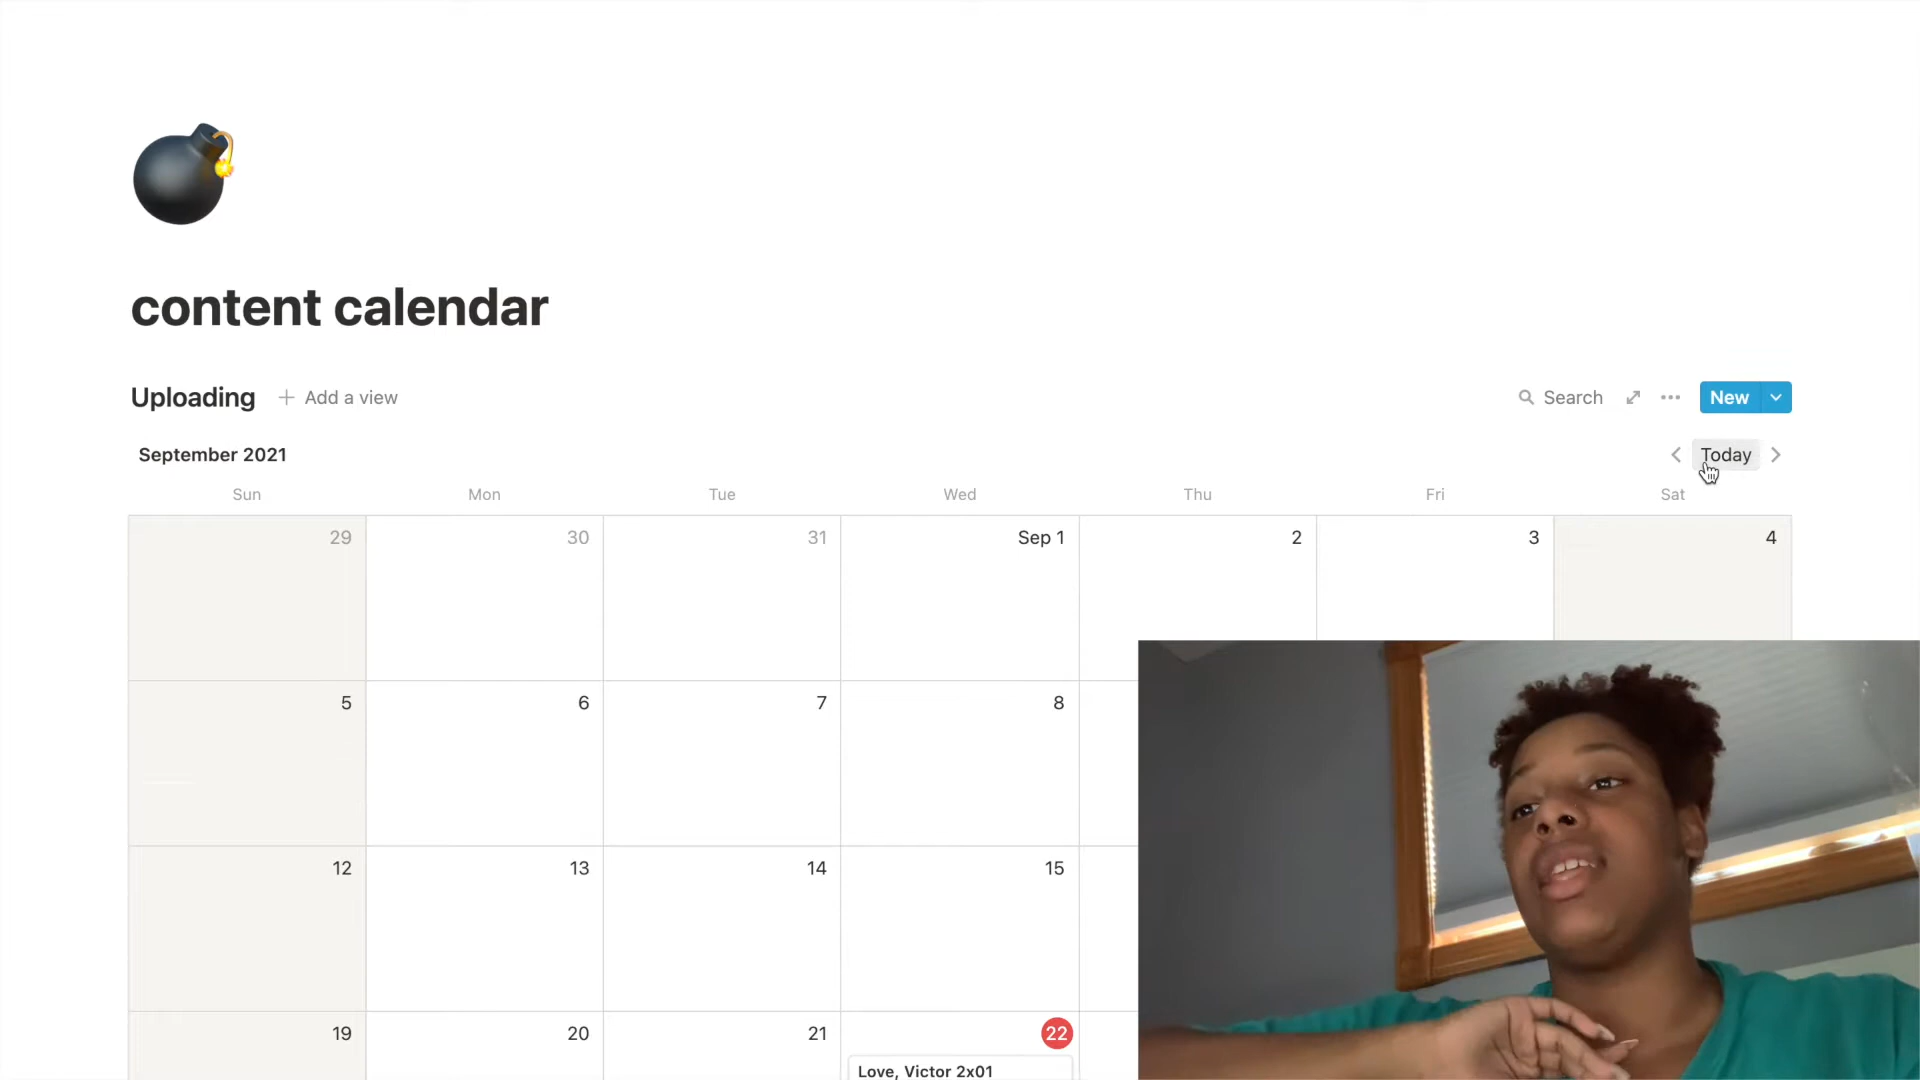 content calendar
Uploading + Add a view Search New
September 2021 Today
Sun Mon Tue Wed Thu Fri Sat
29 30 31 Sep 1 2 3 4
5 6 7 8
12 13 14 15
19 20 21 22
Love, Victor 2x01